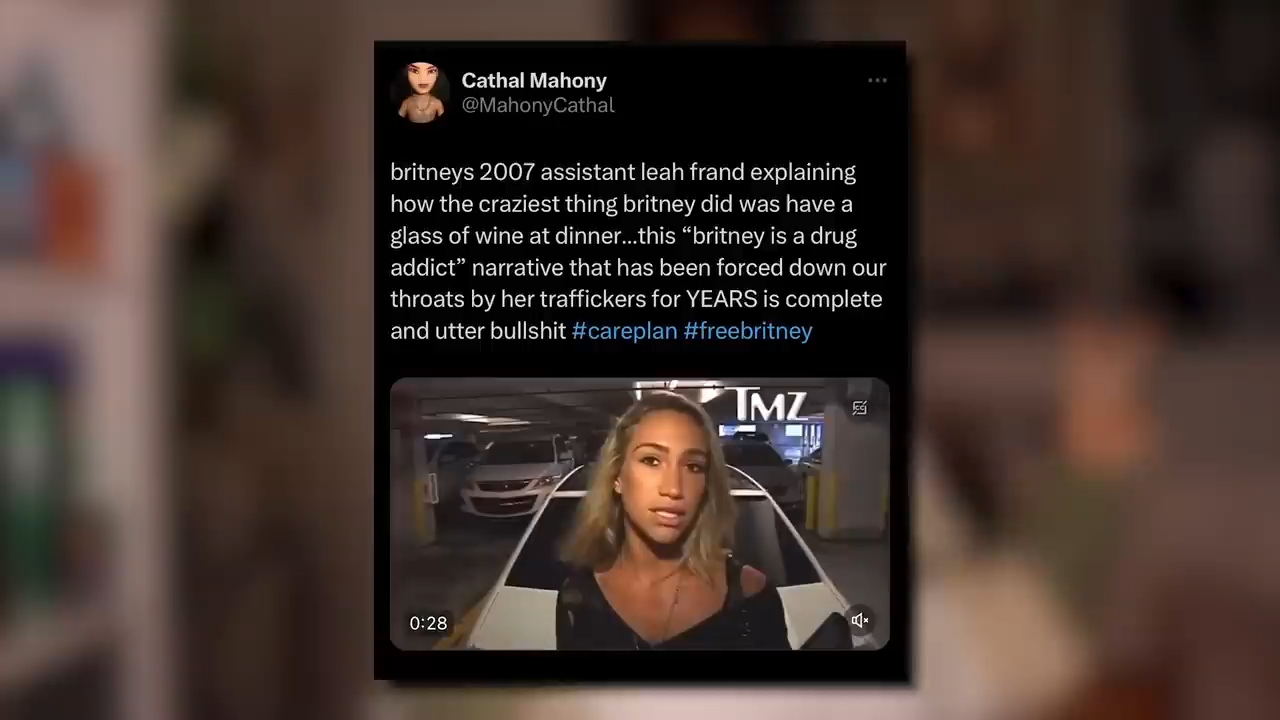 Cathal Mahony
@MahonyCathal
britneys 2007 assistant leah frand explaining
how the craziest thing britney did was have a
glass of wine at dinner...this “britney is a drug
addict” narrative that has been forced down our
throats by her traffickers for YEARS is complete
and utter bullshit #careplan #freebritney
TMZ
0:28